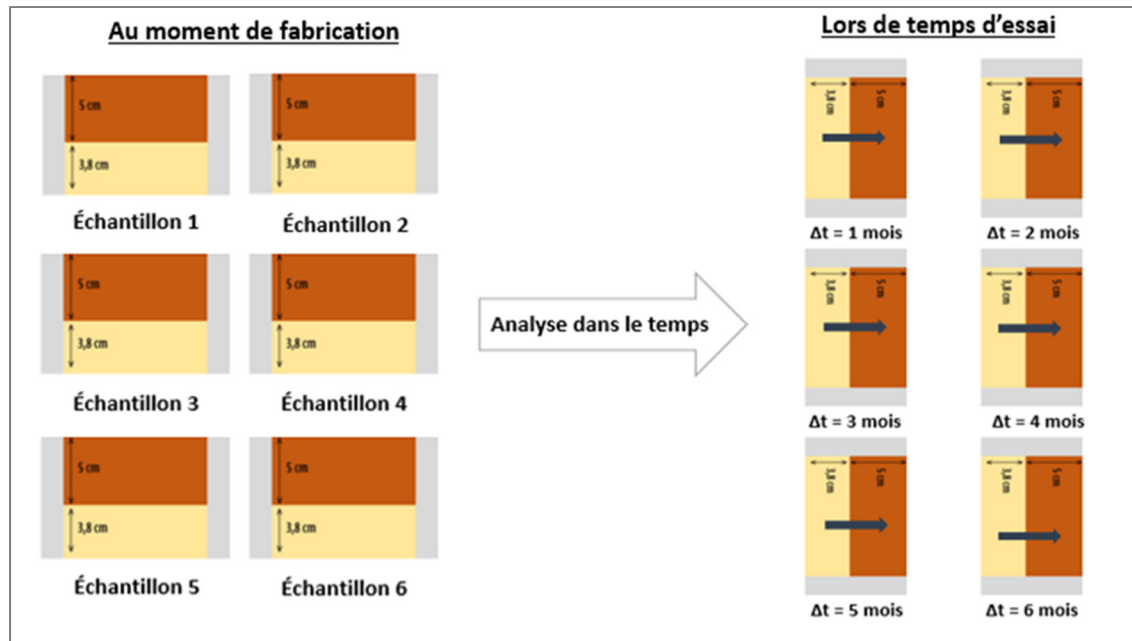 Au moment de fabrication
5 cm
3,8 cm
Échantillon 1
5 cm
3,8 cm
Échantillon 2
5 cm
3,8 cm
Échantillon 3
5 cm
3,8 cm
Échantillon 4
5 cm
3,8 cm
Échantillon 5
5 cm
3,8 cm
Échantillon 6
Analyse dans le temps
Lors de temps d’essai
3,8 cm
5 cm
Δt = 1 mois
3,8 cm
5 cm
Δt = 2 mois
3,8 cm
5 cm
Δt = 3 mois
3,8 cm
5 cm
Δt = 4 mois
3,8 cm
5 cm
Δt = 5 mois
3,8 cm
5 cm
Δt = 6 mois